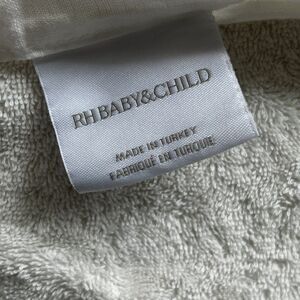 RH BABY&CHILD
MADE IN TURKEY
FABRIQUÉ EN TURQUIE